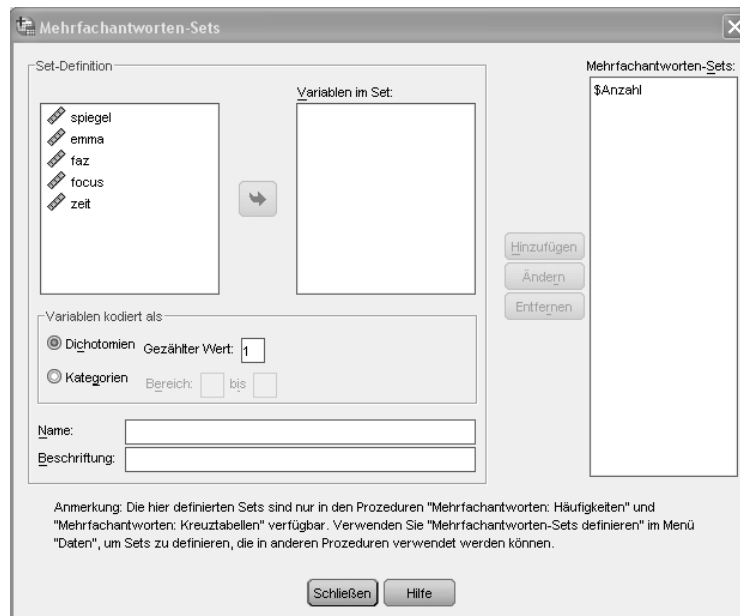 Mehrfachantworten-Sets
Set-Definition
spiegel
emma
faz
focus
zeit
Variablen im Set:
Variablen kodiert als
Dichotomien Gezählter Wert: 1
Kategorien Bereich: bis
Name:
Beschriftung:
Mehrfachantworten-Sets:
$Anzahl
Hinzufügen
Ändern
Entfernen
Anmerkung: Die hier definierten Sets sind nur in den Prozeduren "Mehrfachantworten: Häufigkeiten" und
"Mehrfachantworten: Kreuztabellen" verfügbar. Verwenden Sie "Mehrfachantworten-Sets definieren" im Menü
"Daten", um Sets zu definieren, die in anderen Prozeduren verwendet werden können.
Schließen Hilfe